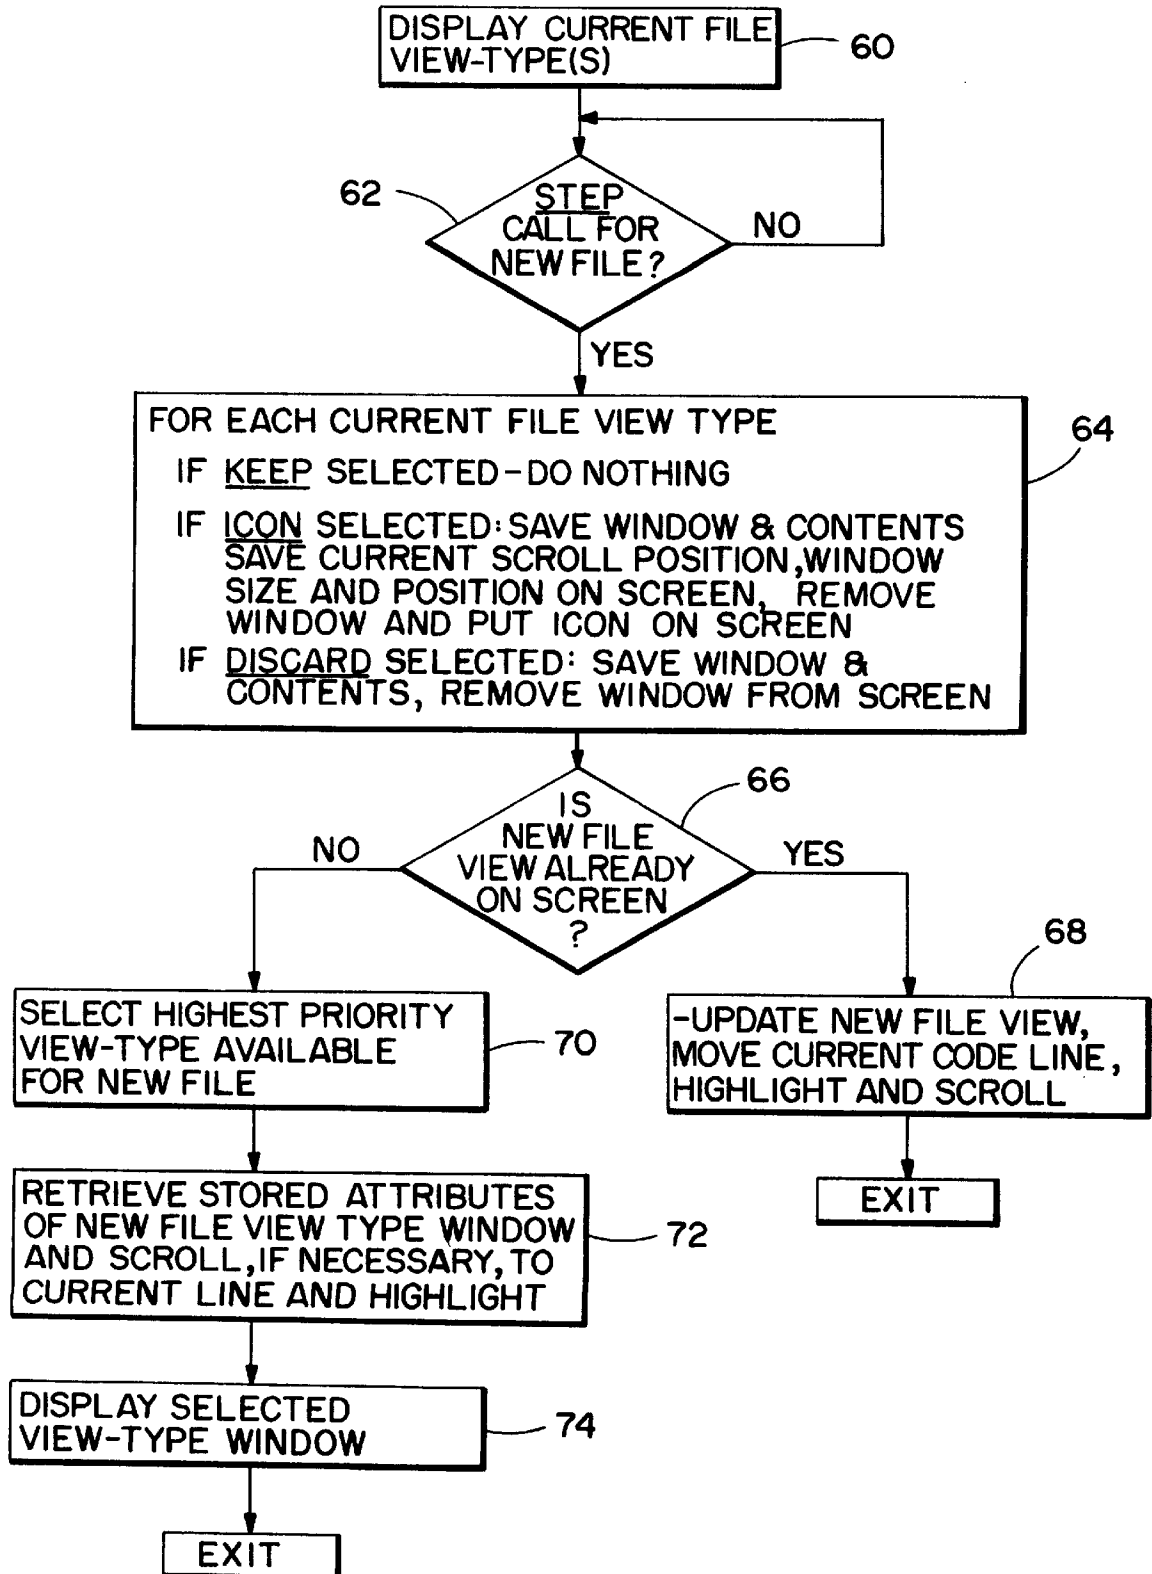 DISPLAY CURRENT FILE
VIEW-TYPE(S)
60
62
STEP
CALL FOR
NEW FILE?
NO
YES
64
FOR EACH CURRENT FILE VIEW TYPE
IF KEEP SELECTED-DO NOTHING
IF ICON SELECTED: SAVE WINDOW & CONTENTS
SAVE CURRENT SCROLL POSITION, WINDOW
SIZE AND POSITION ON SCREEN, REMOVE
WINDOW AND PUT ICON ON SCREEN
IF DISCARD SELECTED: SAVE WINDOW &
CONTENTS, REMOVE WINDOW FROM SCREEN
66
IS
NEW FILE
VIEW ALREADY
ON SCREEN
?
NO
YES
68
SELECT HIGHEST PRIORITY
VIEW-TYPE AVAILABLE
FOR NEW FILE
70
-UPDATE NEW FILE VIEW,
MOVE CURRENT CODE LINE,
HIGHLIGHT AND SCROLL
EXIT
RETRIEVE STORED ATTRIBUTES
OF NEW FILE VIEW TYPE WINDOW
AND SCROLL, IF NECESSARY, TO
CURRENT LINE AND HIGHLIGHT
72
DISPLAY SELECTED
VIEW-TYPE WINDOW
74
EXIT